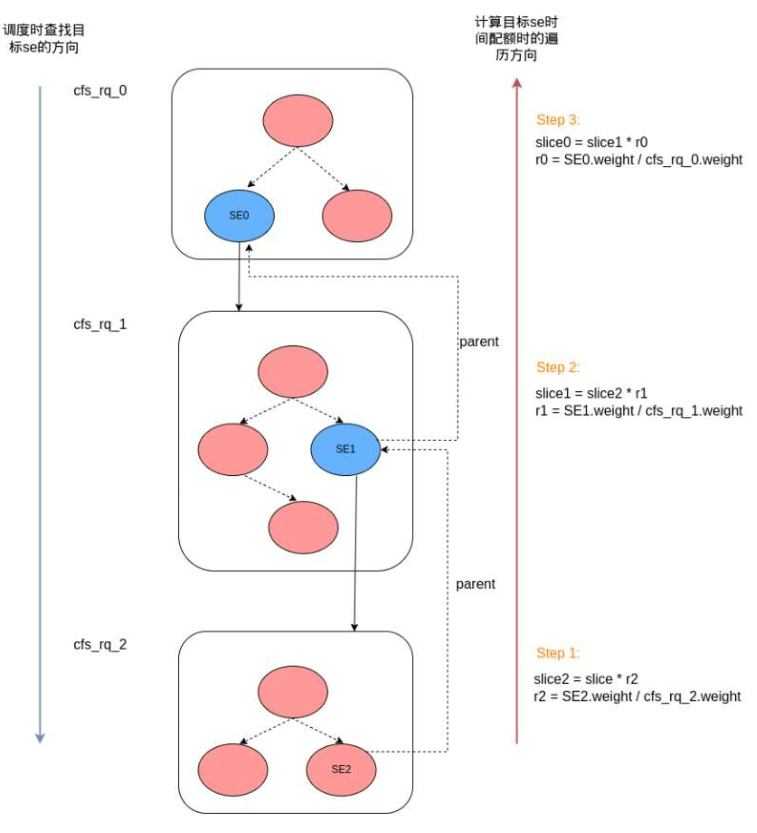 调度时查找目
标se的方向
计算目标se时
间配额时的遍
历方向
cfs_rq_0
Step 3:
slice0 = slice1 * r0
r0 = SE0.weight / cfs_rq_0.weight
SE0
cfs_rq_1
parent
Step 2:
slice1 = slice2 * r1
r1 = SE1.weight / cfs_rq_1.weight
SE1
parent
cfs_rq_2
Step 1:
slice2 = slice * r2
r2 = SE2.weight / cfs_rq_2.weight
SE2